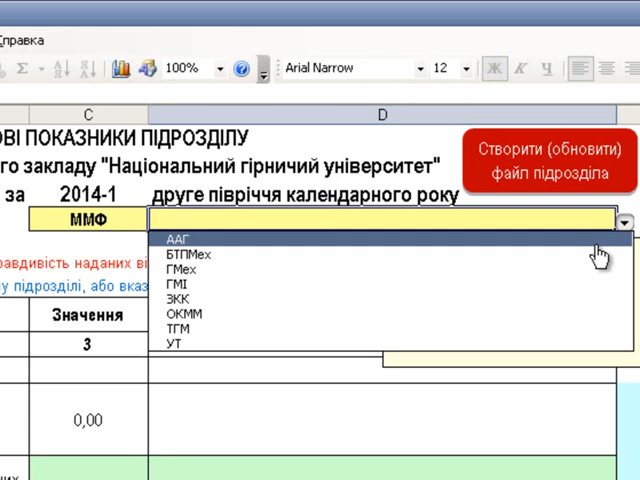 Справка
100%
Arial Narrow
12
Ж К Ч
C D
ВІ ПОКАЗНИКИ ПІДРОЗДІЛУ
го закладу "Національний гірничий університет"
за 2014-1 друге півріччя календарного року
Створити (обновити)
файл підрозділа
ММФ
ААГ
БТПМех
ГМех
ГМІ
ЗКК
ОКММ
ТГМ
УТ
равдивість наданих ві
у підрозділі, або вказ
Значення
3
0,00